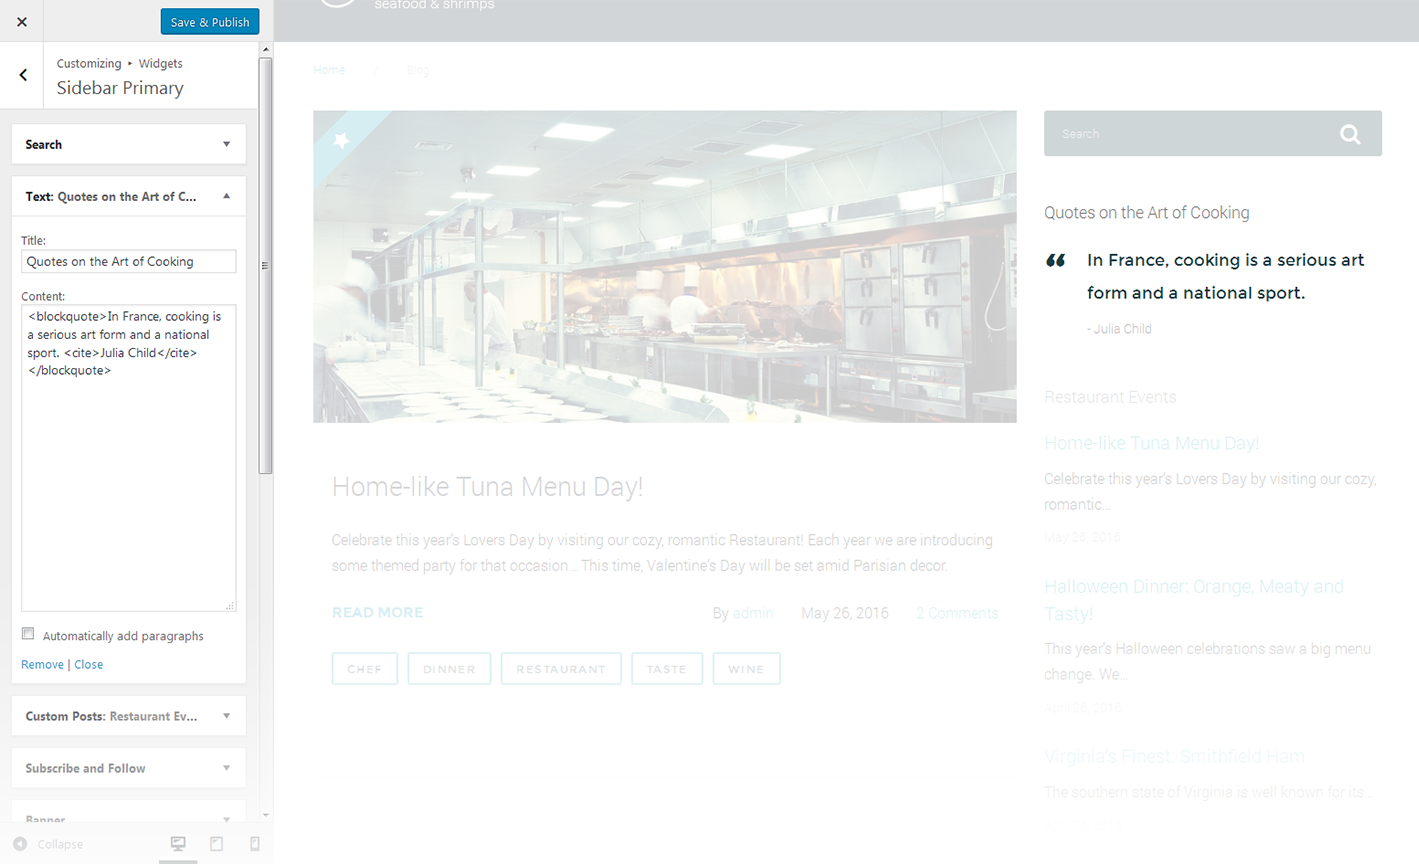 Save & Publish
Customizing ▸ Widgets
Sidebar Primary
Search
Text: Quotes on the Art of C...
Title:
Quotes on the Art of Cooking
Content:
<blockquote>In France, cooking is
a serious art form and a national
sport. <cite>Julia Child</cite>
</blockquote>
Automatically add paragraphs
Remove | Close
Custom Posts: Restaurant Ev...
Subscribe and Follow
Banner
Collapse
seafood & shrimps
Home / Blog
Home-like Tuna Menu Day!
Celebrate this year's Lovers Day by visiting our cozy, romantic Restaurant! Each year we are introducing
some themed party for that occasion... This time, Valentine's Day will be set amid Parisian decor.
READ MORE
By admin May 26, 2016 2 Comments
CHEF DINNER RESTAURANT TASTE WINE
Search
Quotes on the Art of Cooking
“ In France, cooking is a serious art
form and a national sport.
- Julia Child
Restaurant Events
Home-like Tuna Menu Day!
Celebrate this year's Lovers Day by visiting our cozy,
romantic...
May 26, 2016
Halloween Dinner: Orange, Meaty and
Tasty!
This year's Halloween celebrations saw a big menu
change. We...
April 26, 2016
Virginia's Finest: Smithfield Ham
The southern state of Virginia is well known for its...